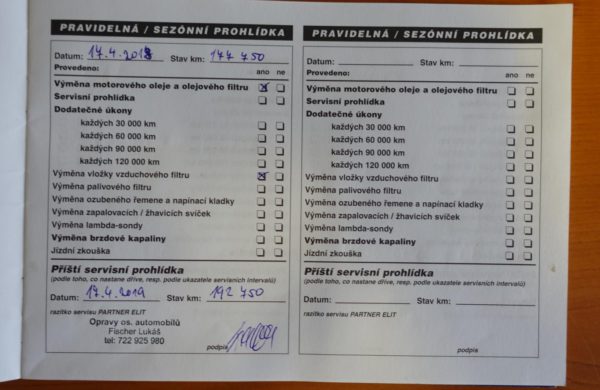 PRAVIDELNÁ / SEZÓNNÍ PROHLÍDKA
Datum: 17.4.2018 Stav km: 177 750
Provedeno: ano ne
Výměna motorového oleje a olejového filtru
Servisní prohlídka
Dodatečné úkony
každých 30 000 km
každých 60 000 km
každých 90 000 km
každých 120 000 km
Výměna vložky vzduchového filtru
Výměna palivového filtru
Výměna ozubeného řemene a napínací kladky
Výměna zapalovacích / žhavicích svíček
Výměna lambda-sondy
Výměna brzdové kapaliny
Jízdní zkouška
Příští servisní prohlídka
(podle toho, co nastane dříve, resp. podle ukazatele servisních intervalů)
Datum: 17.4.2019 Stav km: 192 750
razítko servisu PARTNER ELIT
Opravy os. automobilů
Fischer Lukáš
tel: 722 925 980
podpis
PRAVIDELNÁ / SEZÓNNÍ PROHLÍDKA
Datum: Stav km:
Provedeno: ano ne
Výměna motorového oleje a olejového filtru
Servisní prohlídka
Dodatečné úkony
každých 30 000 km
každých 60 000 km
každých 90 000 km
každých 120 000 km
Výměna vložky vzduchového filtru
Výměna palivového filtru
Výměna ozubeného řemene a napínací kladky
Výměna zapalovacích / žhavicích svíček
Výměna lambda-sondy
Výměna brzdové kapaliny
Jízdní zkouška
Příští servisní prohlídka
(podle toho, co nastane dříve, resp. podle ukazatele servisních intervalů)
Datum: Stav km:
razítko servisu PARTNER ELIT
podpis